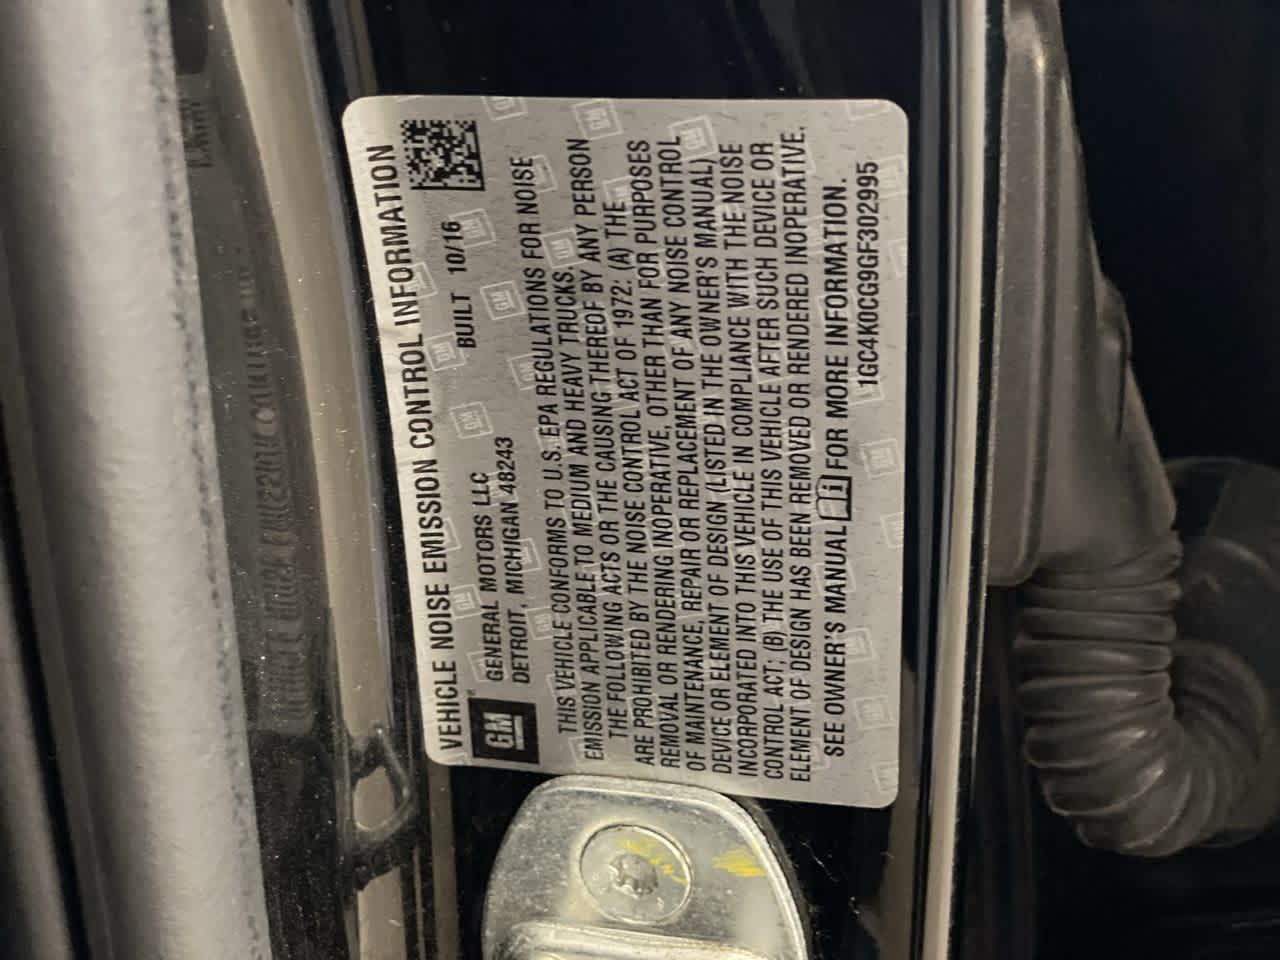 VEHICLE NOISE EMISSION CONTROL INFORMATION
GM
GENERAL MOTORS LLC
BUILT 10/16
DETROIT, MICHIGAN 48243
THIS VEHICLE CONFORMS TO U.S. EPA REGULATIONS FOR NOISE
EMISSION APPLICABLE TO MEDIUM AND HEAVY TRUCKS.
THE FOLLOWING ACTS OR THE CAUSING THEREOF BY ANY PERSON
ARE PROHIBITED BY THE NOISE CONTROL ACT OF 1972: (A) THE
REMOVAL OR RENDERING INOPERATIVE, OTHER THAN FOR PURPOSES
OF MAINTENANCE, REPAIR OR REPLACEMENT OF ANY NOISE CONTROL
DEVICE OR ELEMENT OF DESIGN (LISTED IN THE OWNER'S MANUAL)
INCORPORATED INTO THIS VEHICLE IN COMPLIANCE WITH THE NOISE
CONTROL ACT; (B) THE USE OF THIS VEHICLE AFTER SUCH DEVICE OR
ELEMENT OF DESIGN HAS BEEN REMOVED OR RENDERED INOPERATIVE.
SEE OWNER'S MANUAL i FOR MORE INFORMATION.
1GC4K0CG9GF302995